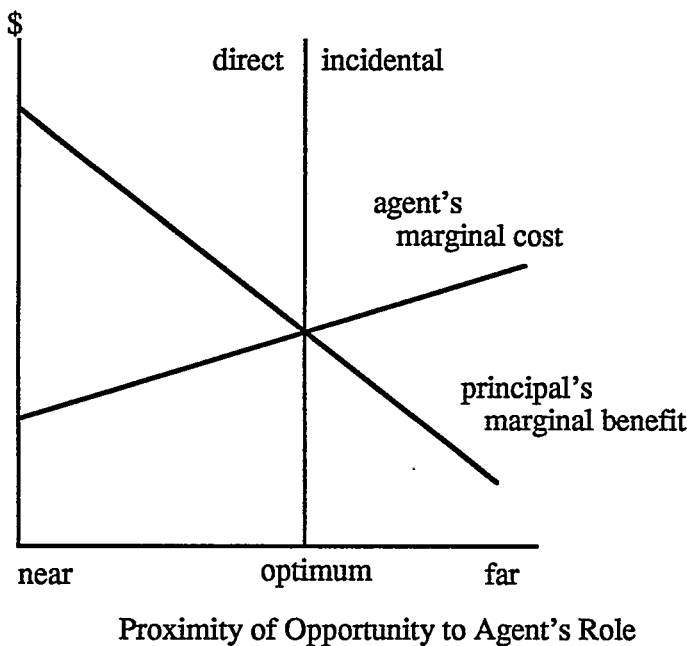 $
direct incidental
agent's
marginal cost
principal's
marginal benefit
near optimum far
Proximity of Opportunity to Agent's Role